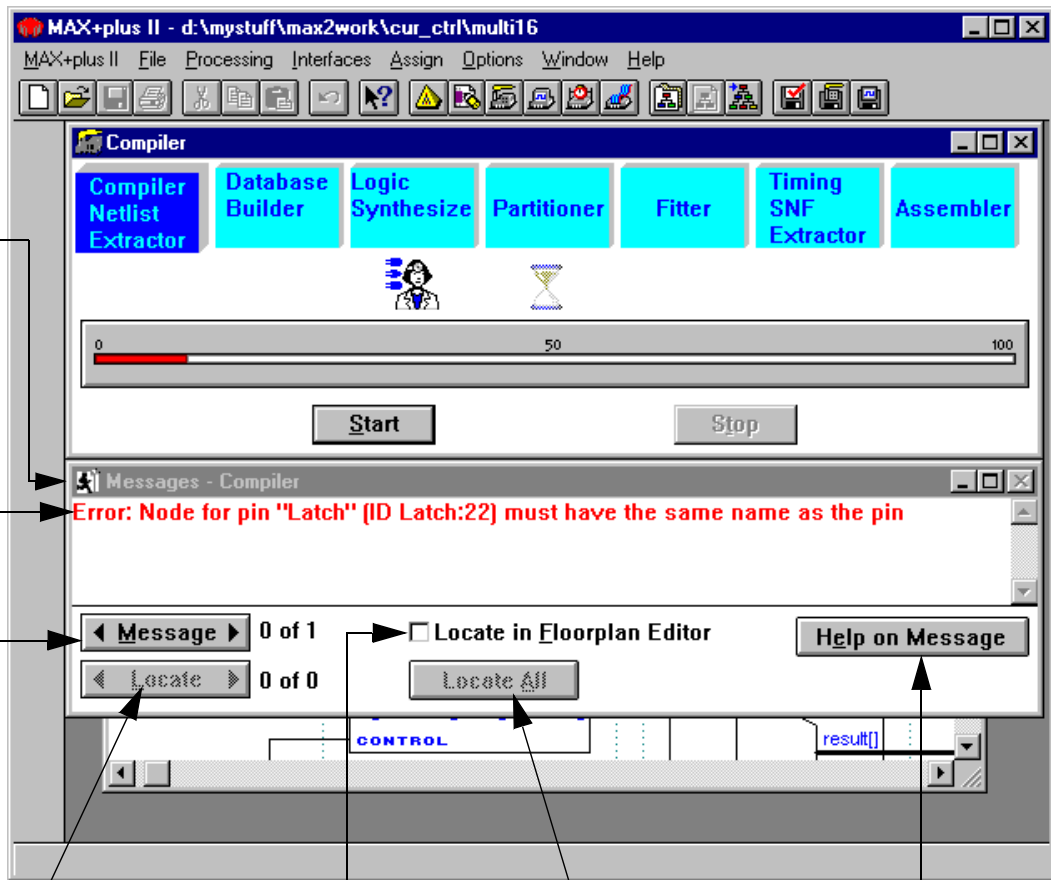 MAX+plus II - d:\mystuff\max2work\cur_ctrl\multi16
MAX+plus II File Processing Interfaces Assign Options Window Help
Compiler
Compiler Netlist Extractor
Database Builder
Logic Synthesize
Partitioner
Fitter
Timing SNF Extractor
Assembler
0 50 100
Start Stop
Messages - Compiler
Error: Node for pin "Latch" (ID Latch:22) must have the same name as the pin
Message 0 of 1 Locate in Floorplan Editor Help on Message
Locate 0 of 0 Locate All
CONTROL result[]